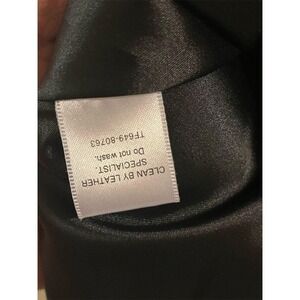 CLEAN BY LEATHER
SPECIALIST.
Do not wash.
TF649-80763